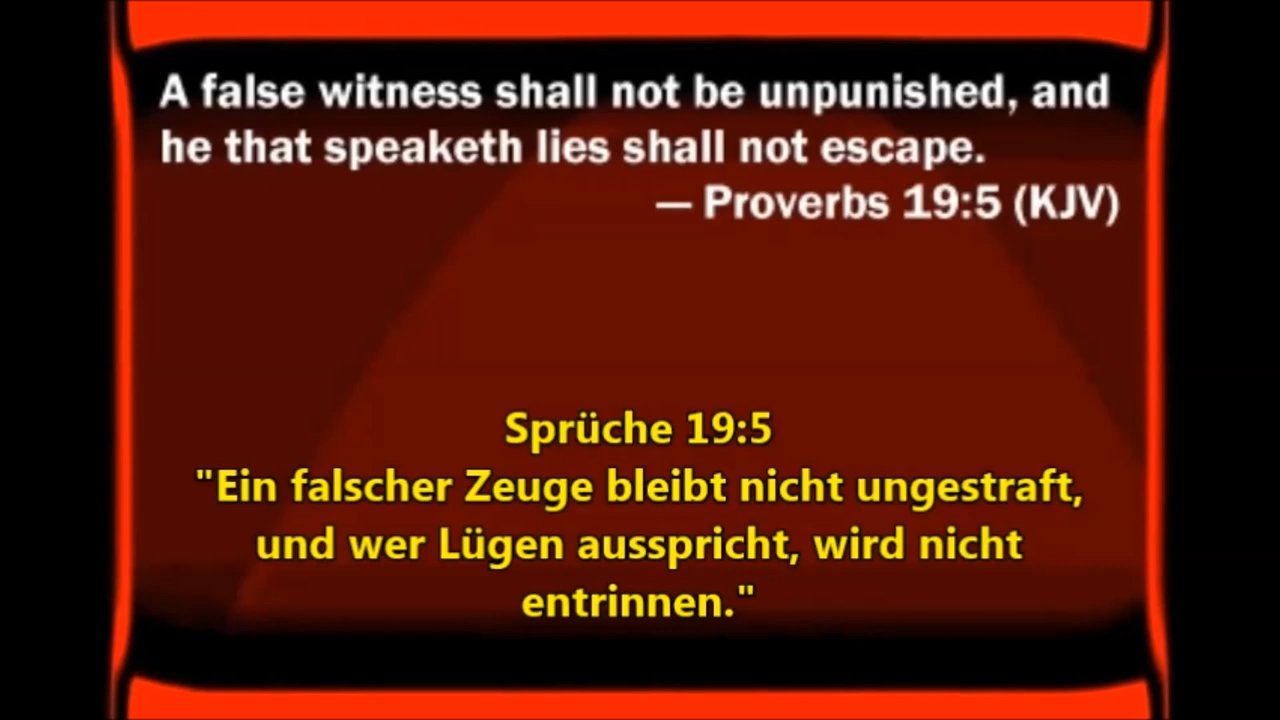 A false witness shall not be unpunished, and
he that speaketh lies shall not escape.
— Proverbs 19:5 (KJV)
Sprüche 19:5
"Ein falscher Zeuge bleibt nicht ungestraft,
und wer Lügen ausspricht, wird nicht
entrinnen."